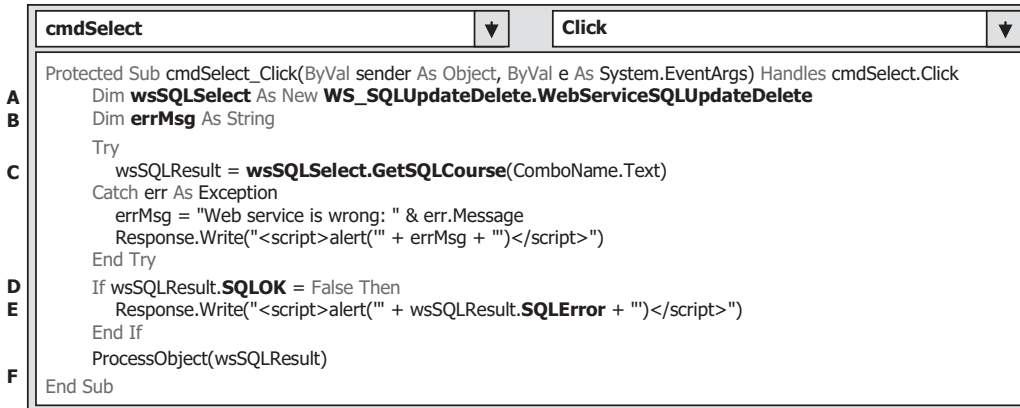 cmdSelect Click
Protected Sub cmdSelect_Click(ByVal sender As Object, ByVal e As System.EventArgs) Handles cmdSelect.Click
A Dim wsSQLSelect As New WS_SQLUpdateDelete.WebServiceSQLUpdateDelete
B Dim errMsg As String
Try
C wsSQLResult = wsSQLSelect.GetSQLCourse(ComboName.Text)
Catch err As Exception
errMsg = "Web service is wrong: " & err.Message
Response.Write("<script>alert('" + errMsg + "')</script>")
End Try
D If wsSQLResult.SQLOK = False Then
E Response.Write("<script>alert('" + wsSQLResult.SQLError + "')</script>")
End If
ProcessObject(wsSQLResult)
F End Sub